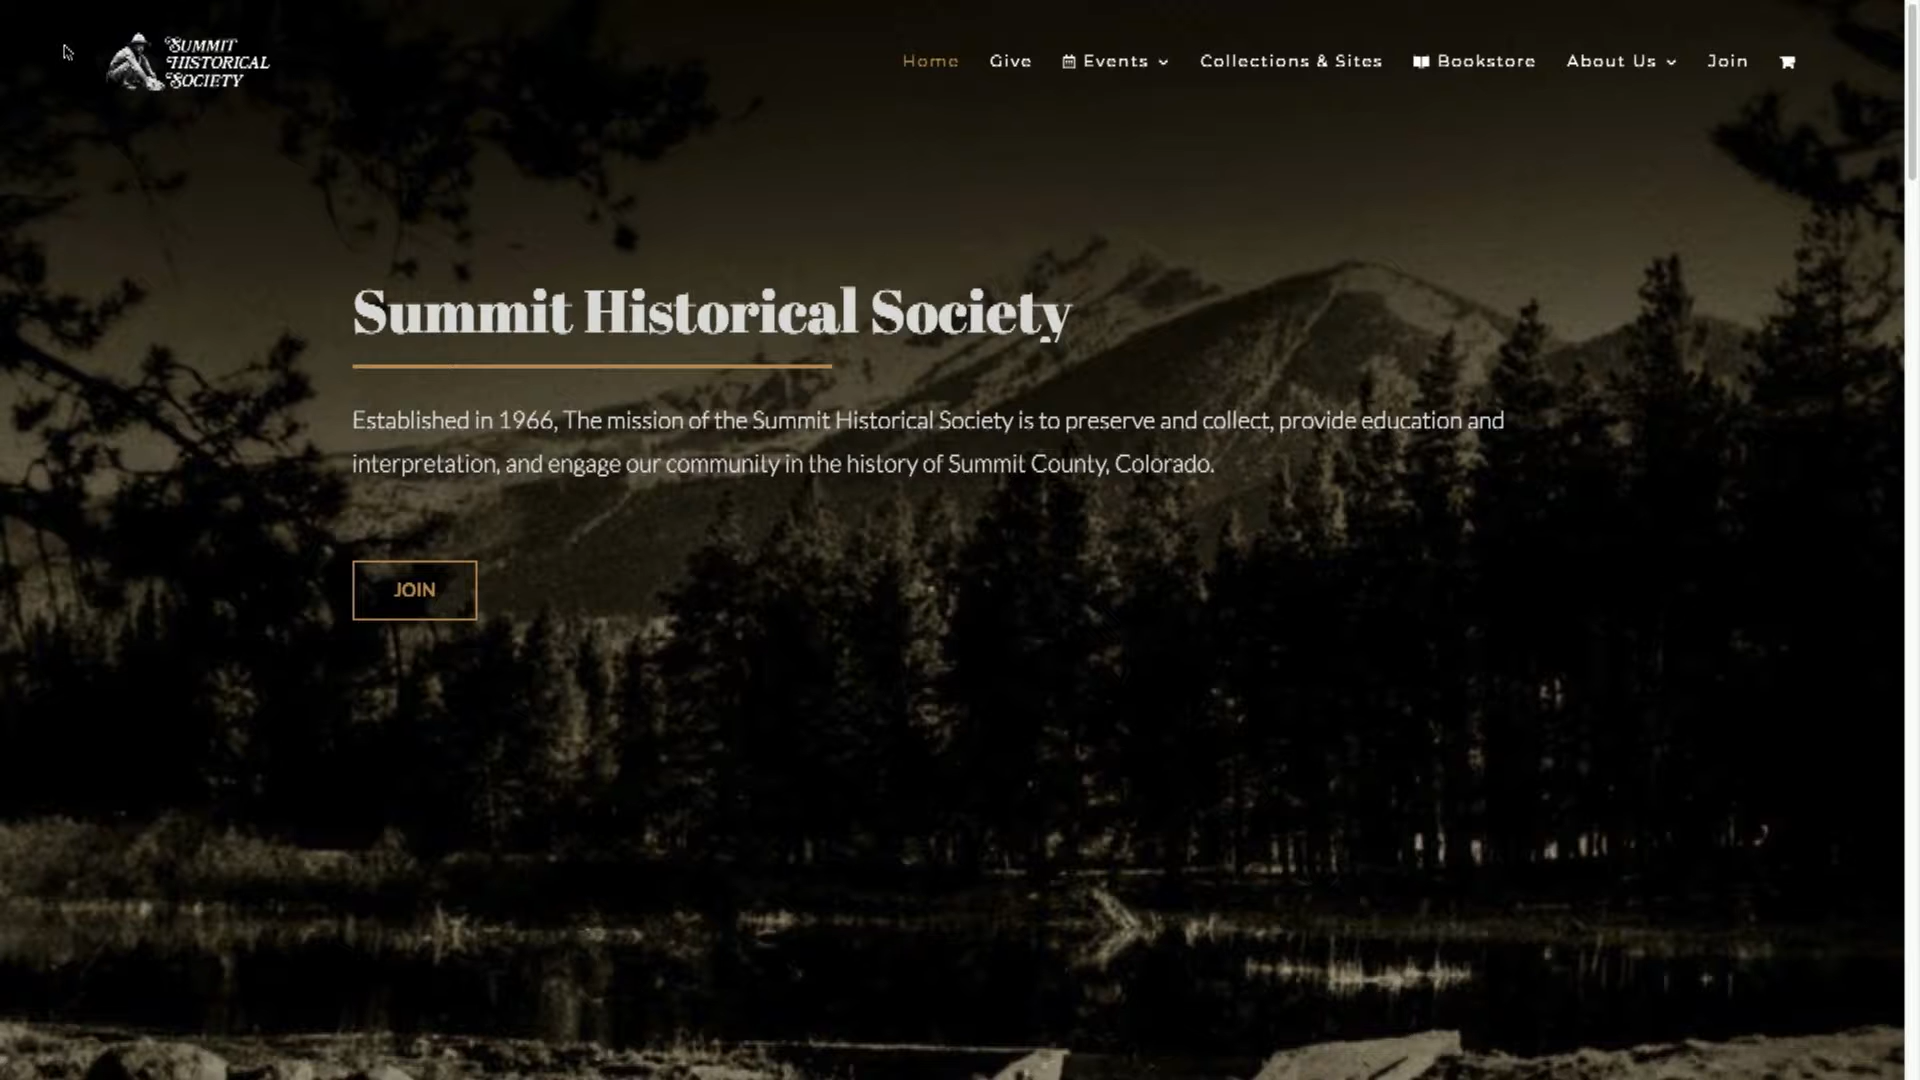 Summit
Historical
Society
Home Give Events Collections & Sites Bookstore About Us Join
Summit Historical Society
Established in 1966, The mission of the Summit Historical Society is to preserve and collect, provide education and
interpretation, and engage our community in the history of Summit County, Colorado.
JOIN